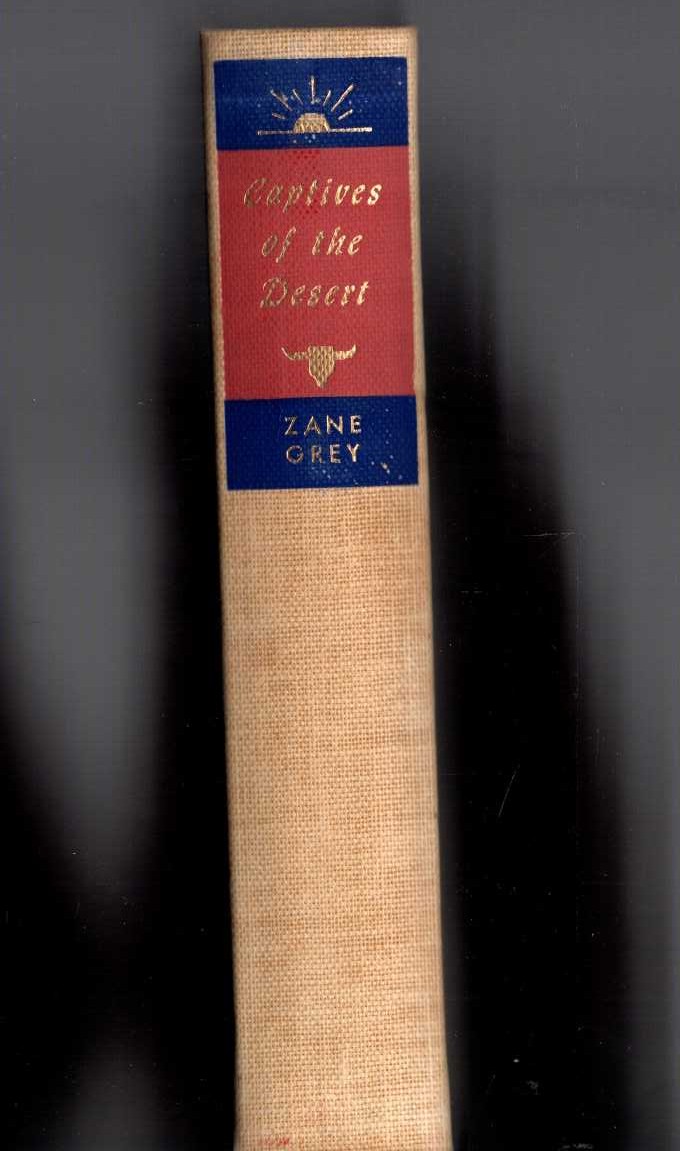 Captives
of the
Desert
ZANE
GREY